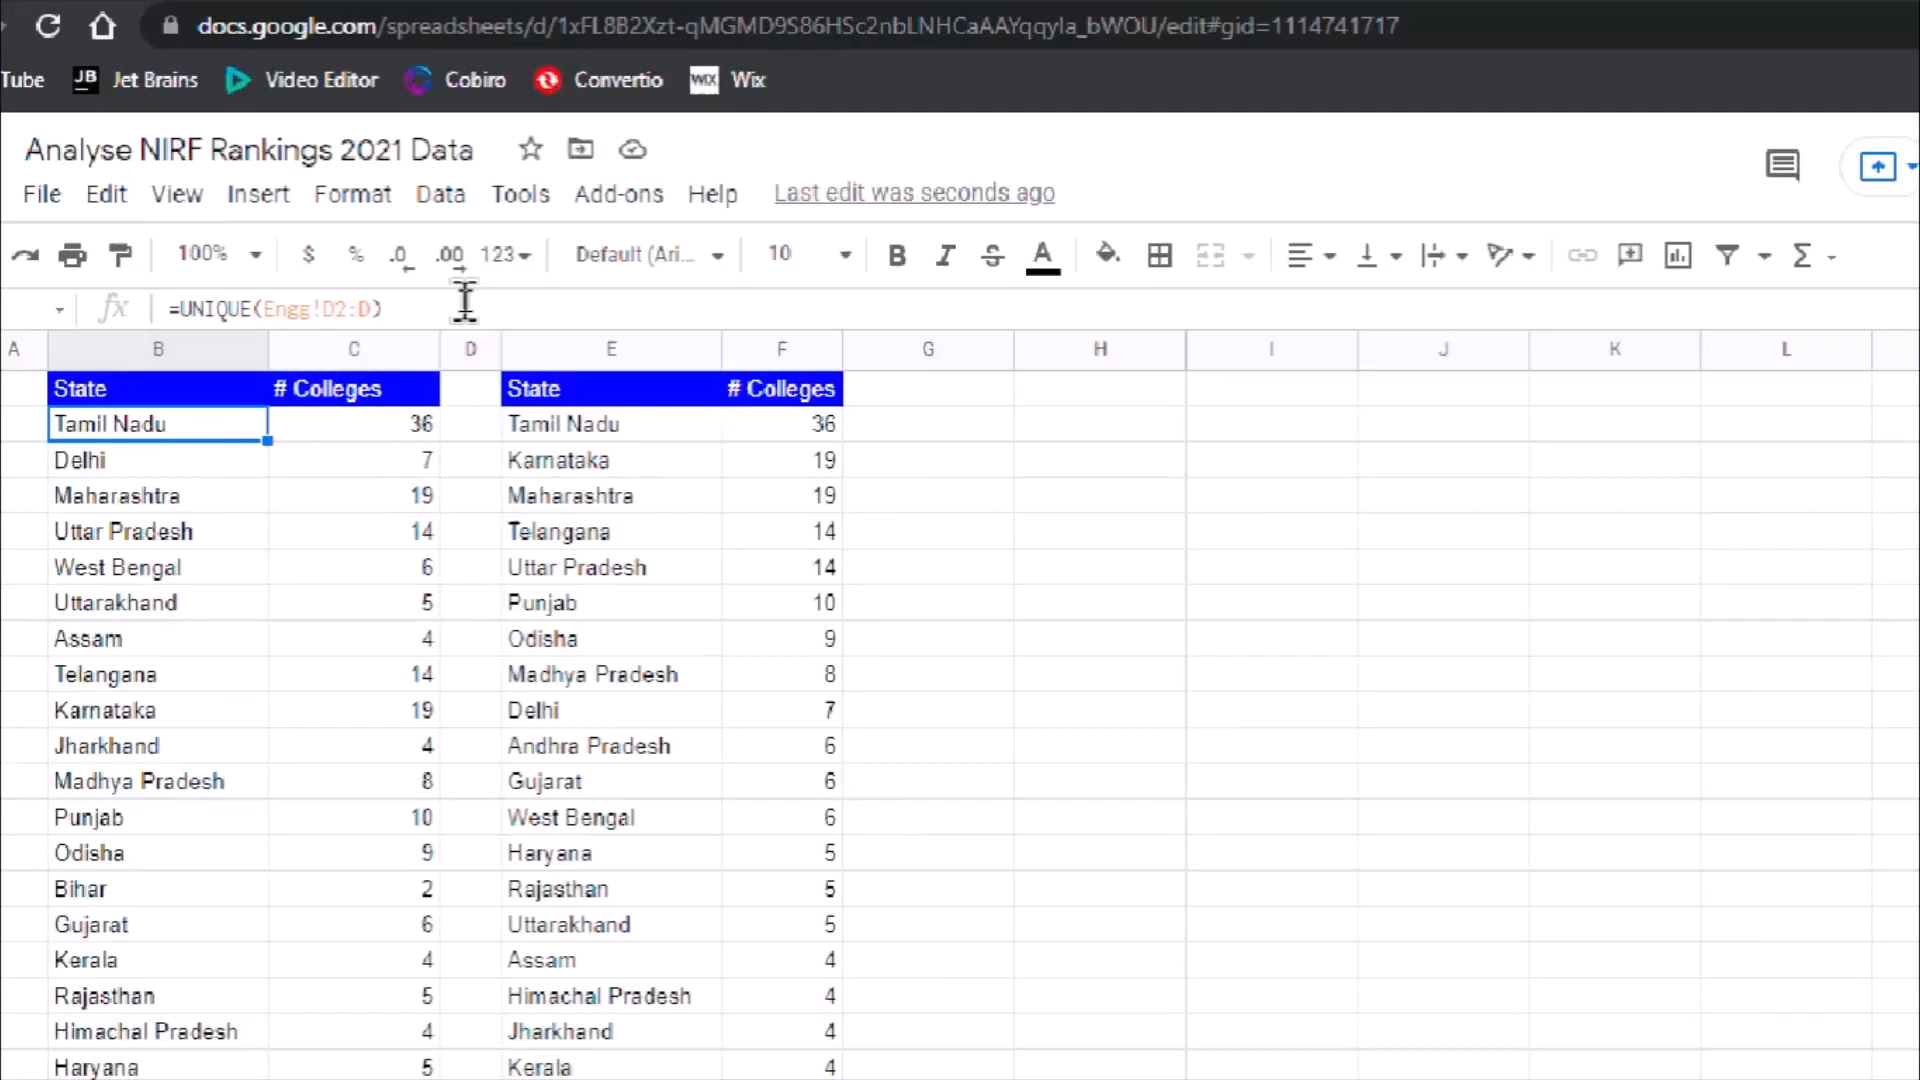 docs.google.com/spreadsheets/d/1xFL8B2Xzt-qMGMD9S86HSc2nbLNHCaAAYqqyla_bWOU/edit#gid=1114741717
Tube JB Jet Brains Video Editor Cobiro Convertio WiX Wix
Analyse NIRF Rankings 2021 Data
File Edit View Insert Format Data Tools Add-ons Help Last edit was seconds ago
100% $ % .0 .00 123 Default (Ari... 10 B I S A Σ
fx =UNIQUE(Engg!D2:D)
A B C D E F G H I J K L
State # Colleges State # Colleges
Tamil Nadu 36 Tamil Nadu 36
Delhi 7 Karnataka 19
Maharashtra 19 Maharashtra 19
Uttar Pradesh 14 Telangana 14
West Bengal 6 Uttar Pradesh 14
Uttarakhand 5 Punjab 10
Assam 4 Odisha 9
Telangana 14 Madhya Pradesh 8
Karnataka 19 Delhi 7
Jharkhand 4 Andhra Pradesh 6
Madhya Pradesh 8 Gujarat 6
Punjab 10 West Bengal 6
Odisha 9 Haryana 5
Bihar 2 Rajasthan 5
Gujarat 6 Uttarakhand 5
Kerala 4 Assam 4
Rajasthan 5 Himachal Pradesh 4
Himachal Pradesh 4 Jharkhand 4
Haryana 5 Kerala 4